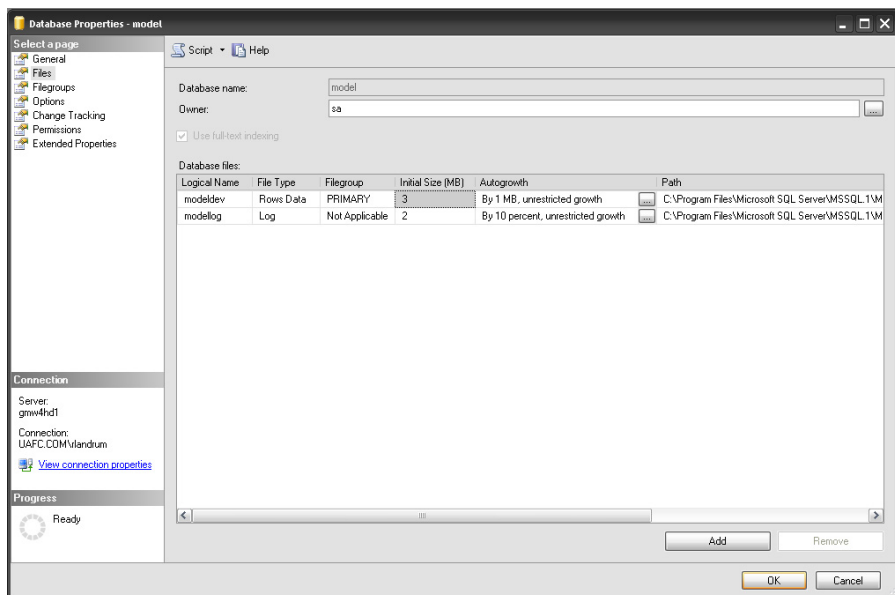 Database Properties - model
Select a page
General
Files
Filegroups
Options
Change Tracking
Permissions
Extended Properties
Script Help
Database name: model
Owner: sa ...
Use full-text indexing
Database files:
Logical Name File Type Filegroup Initial Size (MB) Autogrowth Path
modeldev Rows Data PRIMARY 3 By 1 MB, unrestricted growth ... C:\Program Files\Microsoft SQL Server\MSSQL.1\M
modellog Log Not Applicable 2 By 10 percent, unrestricted growth ... C:\Program Files\Microsoft SQL Server\MSSQL.1\M
Connection
Server:
gmw4hd1
Connection:
UAFC.COM\rlandrum
View connection properties
Progress
Ready
Add Remove
OK Cancel